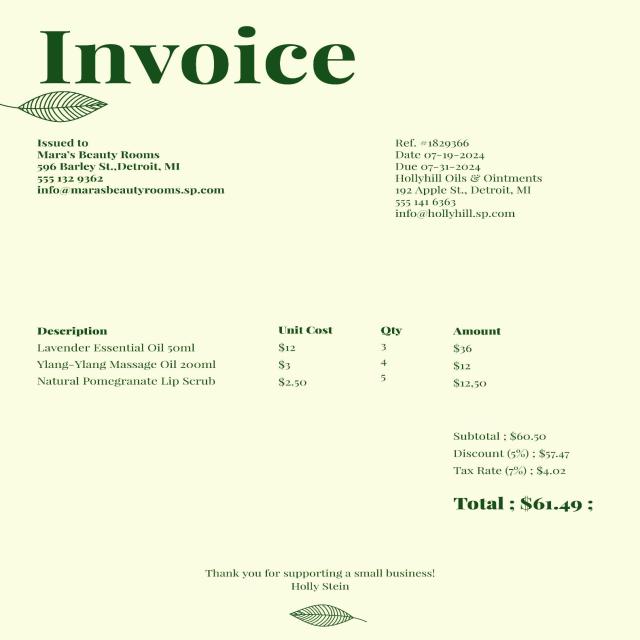 Invoice
Issued to
Mara's Beauty Rooms
596 Barley St.,Detroit, MI
555 132 9362
info@marasbeautyrooms.sp.com
Ref. #1829366
Date 07-19-2024
Due 07-31-2024
Hollyhill Oils & Ointments
192 Apple St., Detroit, MI
555 141 6363
info@hollyhill.sp.com
Description Unit Cost Qty Amount
Lavender Essential Oil 50ml $12 3 $36
Ylang-Ylang Massage Oil 200ml $3 4 $12
Natural Pomegranate Lip Scrub $2.50 5 $12,50
Subtotal ; $60.50
Discount (5%) ; $57.47
Tax Rate (7%) ; $4.02
Total ; $61.49 ;
Thank you for supporting a small business!
Holly Stein